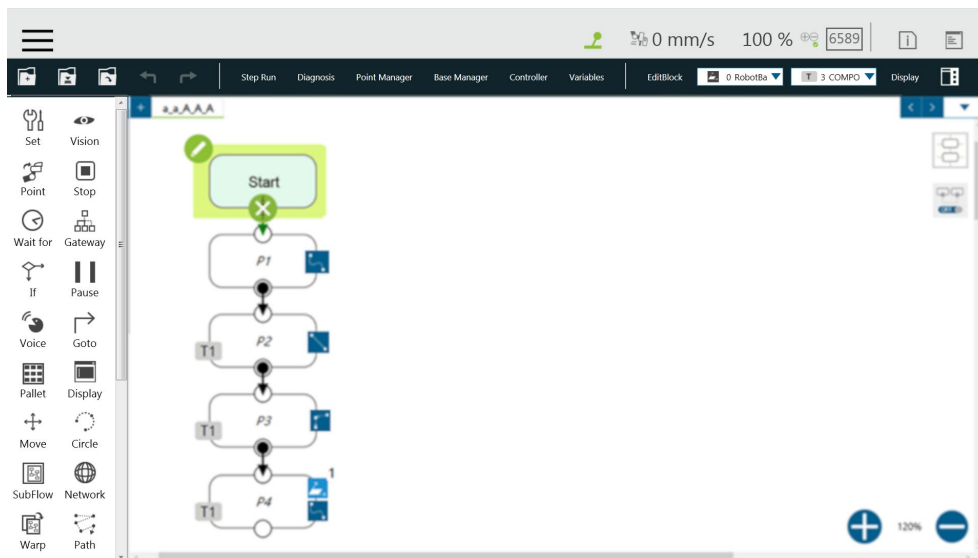 0 mm/s 100 % 6589
Step Run Diagnosis Point Manager Base Manager Controller Variables EditBlock 0 RobotBa T 3 COMPO Display
a_a_A_A_A
Set Vision
Point Stop
Wait for Gateway
If Pause
Voice Goto
Pallet Display
Move Circle
SubFlow Network
Warp Path
Start
P1
P2
T1
P3
T1
1
P4
T1
OFF
120%